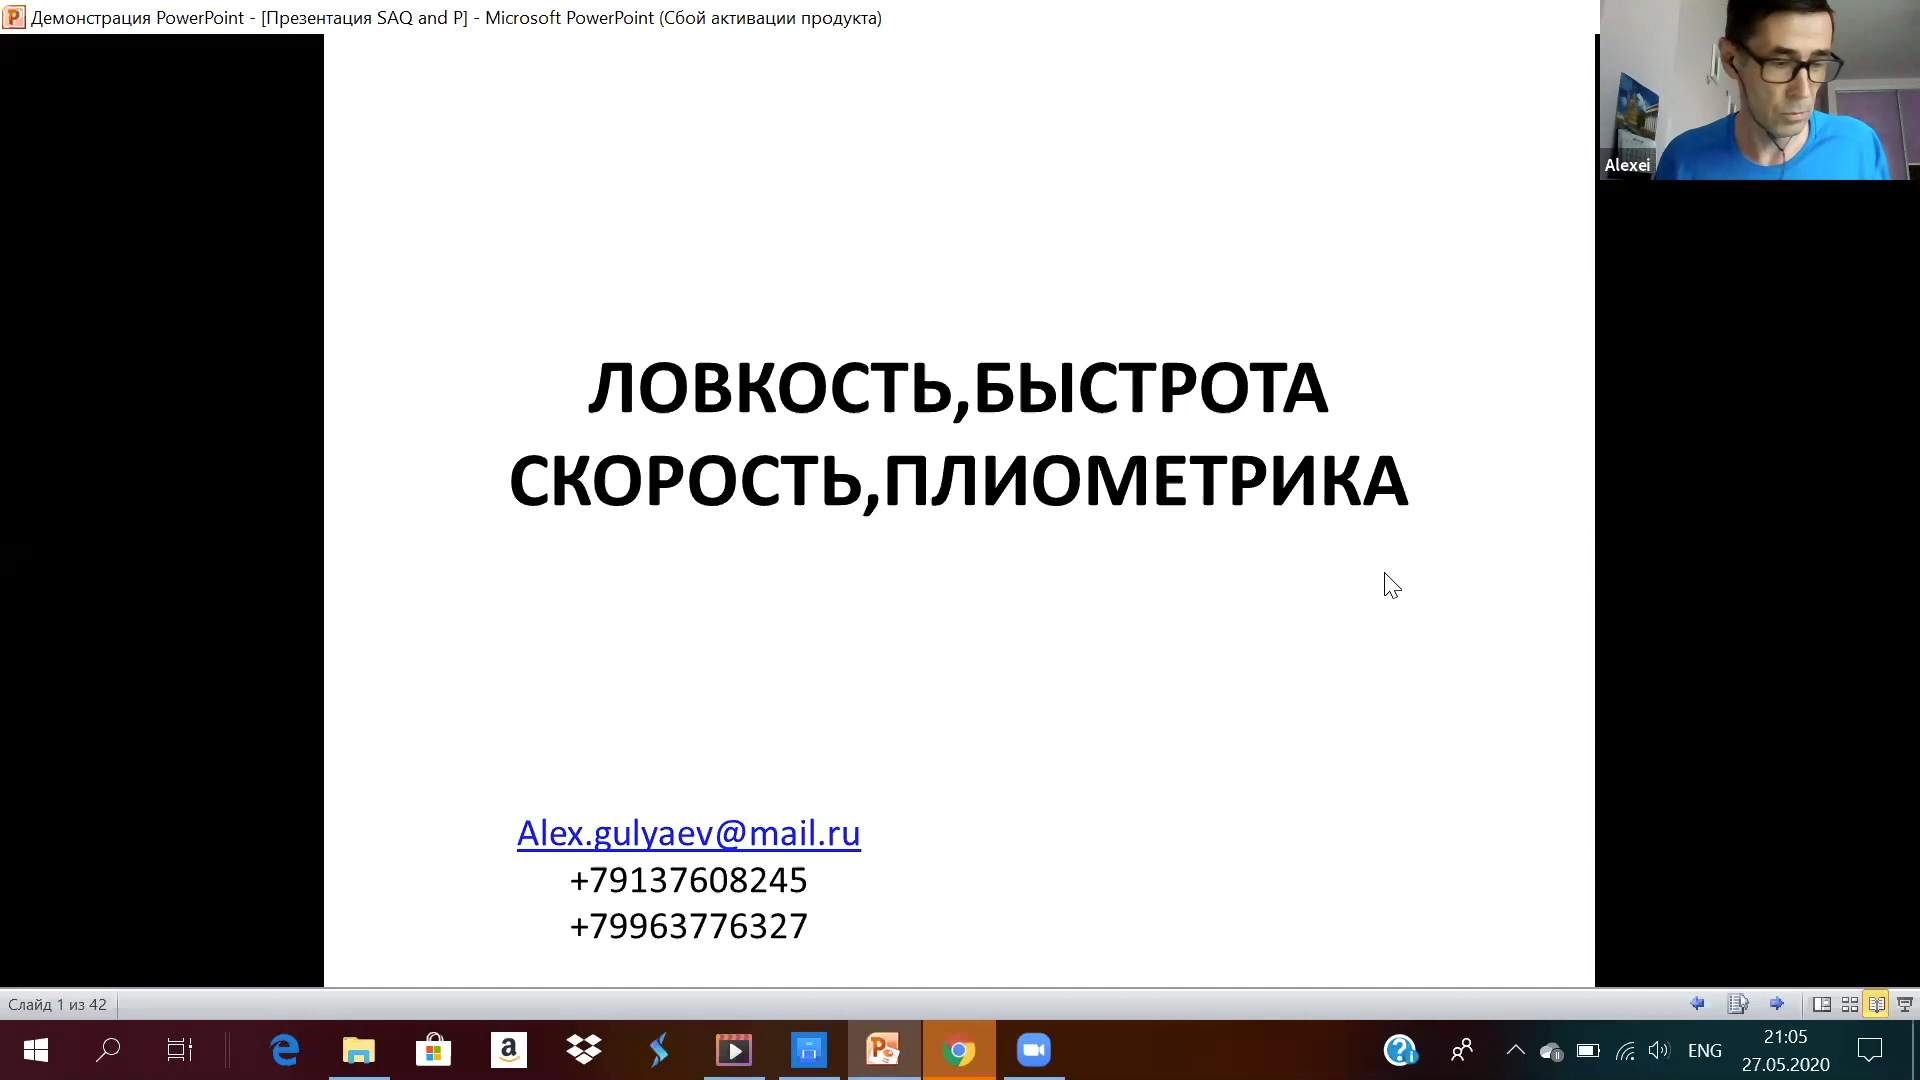 Демонстрация PowerPoint - [Презентация SAQ and P] - Microsoft PowerPoint (Сбой активации продукта)
Alexei
ЛОВКОСТЬ,БЫСТРОТА
СКОРОСТЬ,ПЛИОМЕТРИКА
Alex.gulyaev@mail.ru
+79137608245
+79963776327
Слайд 1 из 42
ENG
21:05
27.05.2020